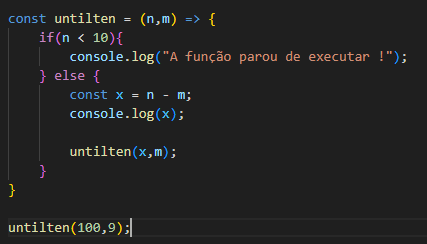 const untilten = (n,m) => {
    if(n < 10){
        console.log("A função parou de executar !");
    } else {
        const x = n - m;
        console.log(x);

        untilten(x,m);
    }
}

untilten(100,9);